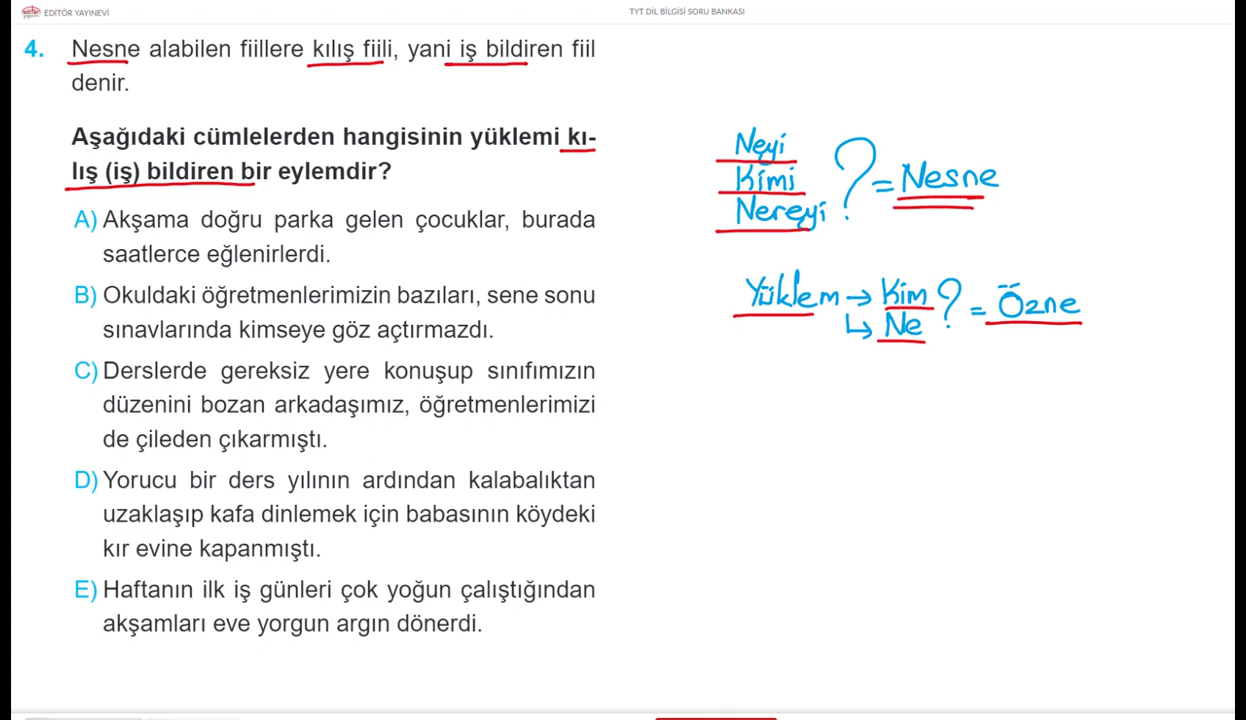 EDİTÖR YAYINEVİ
TYT DİL BİLGİSİ SORU BANKASI
4. Nesne alabilen fiillere kılış fiili, yani iş bildiren fiil
denir.
Aşağıdaki cümlelerden hangisinin yüklemi kı-
lış (iş) bildiren bir eylemdir?
A) Akşama doğru parka gelen çocuklar, burada
saatlerce eğlenirlerdi.
B) Okuldaki öğretmenlerimizin bazıları, sene sonu
sınavlarında kimseye göz açtırmazdı.
C) Derslerde gereksiz yere konuşup sınıfımızın
düzenini bozan arkadaşımız, öğretmenlerimizi
de çileden çıkarmıştı.
D) Yorucu bir ders yılının ardından kalabalıktan
uzaklaşıp kafa dinlemek için babasının köydeki
kır evine kapanmıştı.
E) Haftanın ilk iş günleri çok yoğun çalıştığından
akşamları eve yorgun argın dönerdi.
Neyi
Kimi ? = Nesne
Nereyi
Yüklem → Kim ? = Özne
↳ Ne